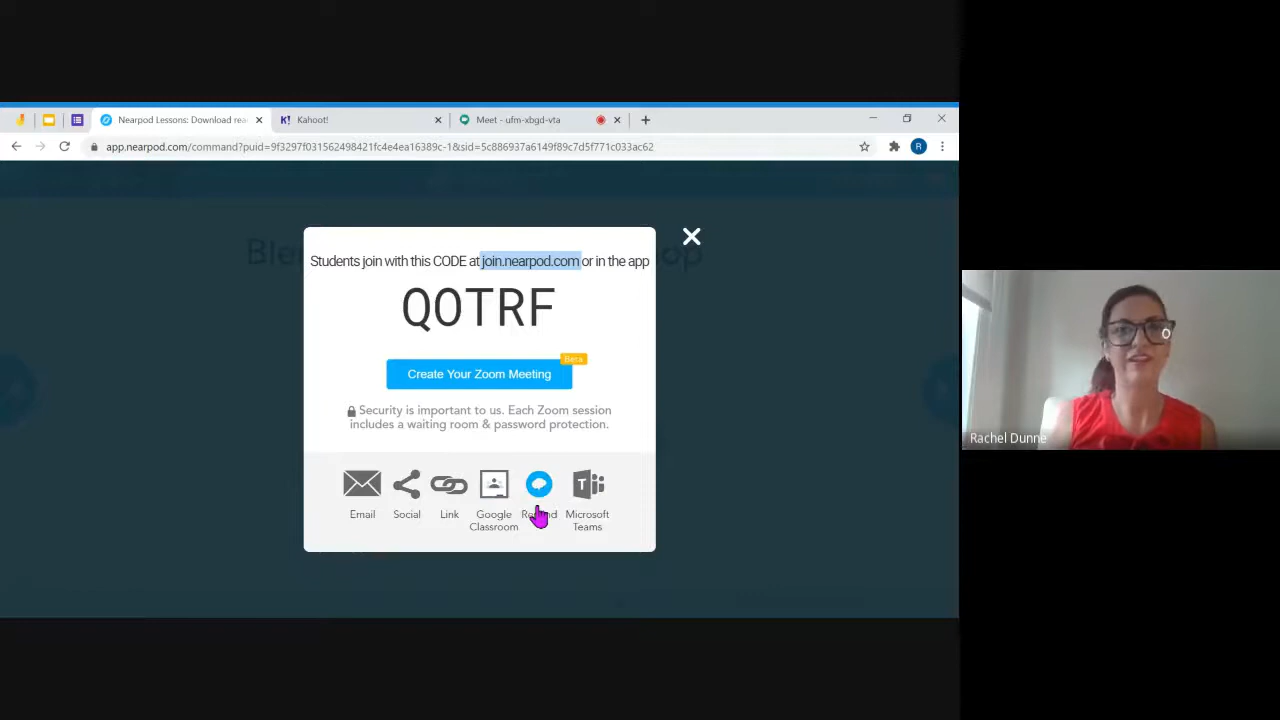 Nearpod Lessons: Download rea
Kahoot!
Meet - ufm-xbgd-vta
app.nearpod.com/command?puid=9f3297f031562498421fc4e4ea16389c-1&sid=5c886937a6149f89c7d5f771c033ac62
R
Students join with this CODE at join.nearpod.com or in the app
QOTRF
Beta
Create Your Zoom Meeting
Security is important to us. Each Zoom session
includes a waiting room & password protection.
Email
Social
Link
Google
Classroom
Microsoft
Teams
Rachel Dunne